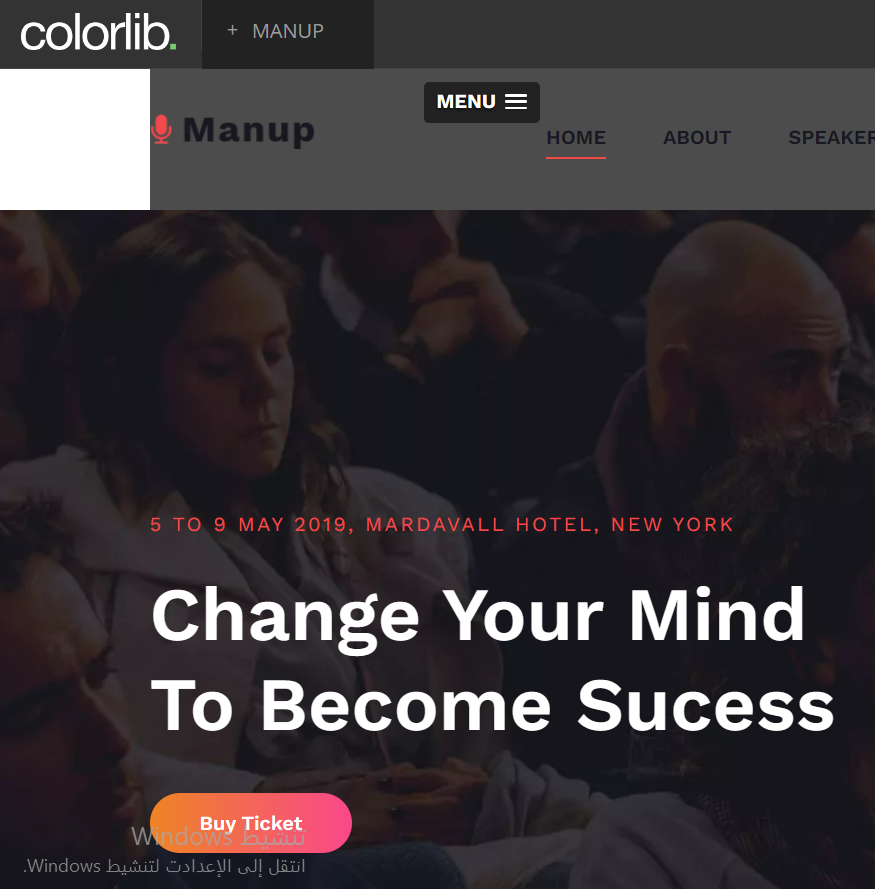 colorlib.
+ MANUP
MENU
Manup
HOME ABOUT SPEAKER
5 TO 9 MAY 2019, MARDAVALL HOTEL, NEW YORK
Change Your Mind
To Become Sucess
Buy Ticket
تنشيط Windows
انتقل إلى الإعدادت لتنشيط Windows.